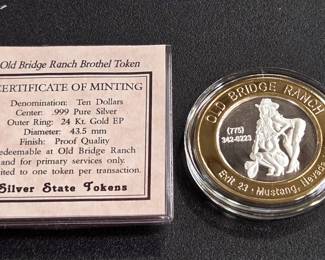 Old Bridge Ranch Brothel Token
CERTIFICATE OF MINTING
Denomination: Ten Dollars
Center: .999 Pure Silver
Outer Ring: 24 Kt. Gold EP
Diameter: 43.5 mm
Finish: Proof Quality
edeemable at Old Bridge Ranch
and for primary services only.
ited to one token per transaction.
Silver State Tokens
OLD BRIDGE RANCH
(775)
342-0223
Exit 23 · Mustang, Nevada